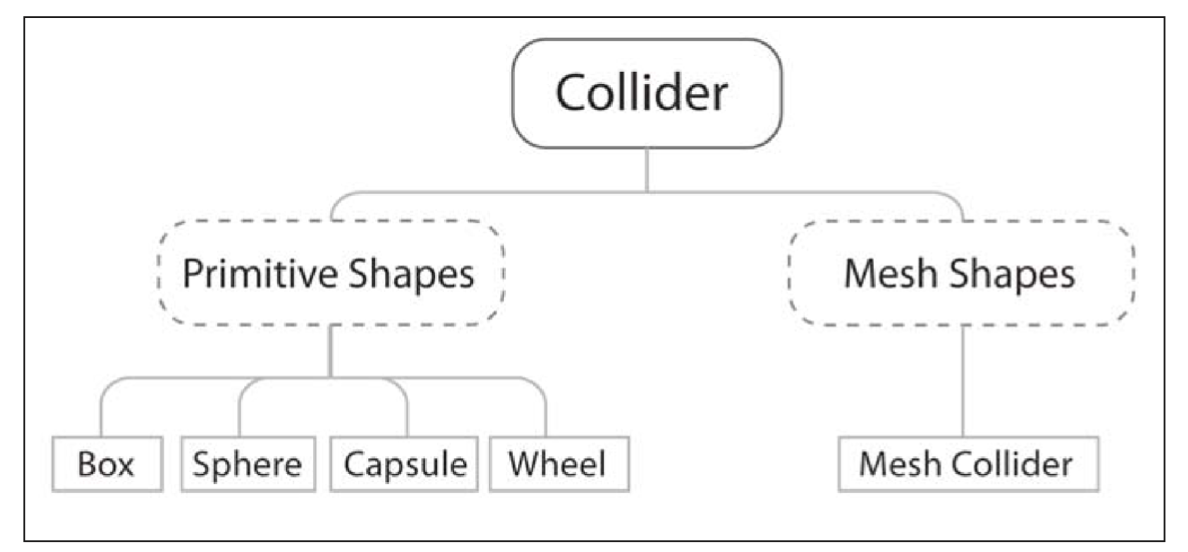 Collider
Primitive Shapes
Mesh Shapes
Box
Sphere
Capsule
Wheel
Mesh Collider